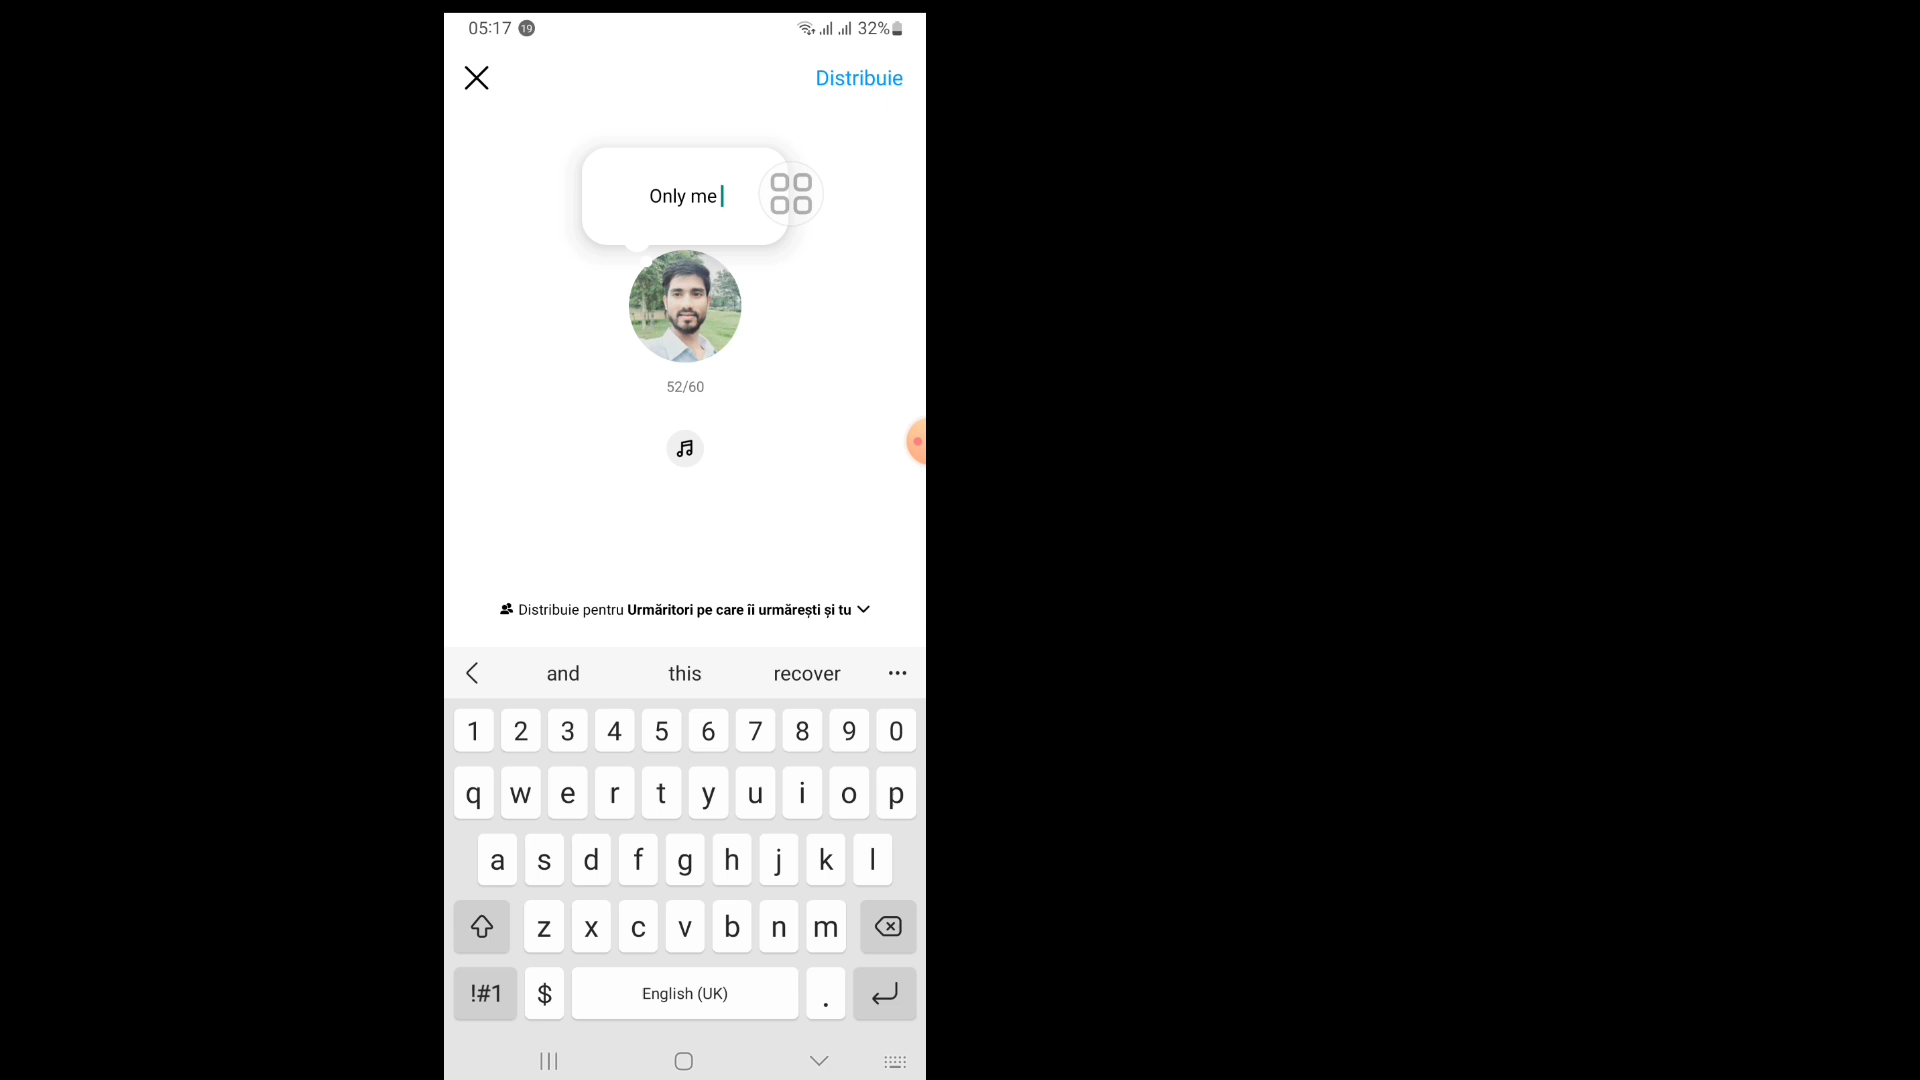 05:17 19 32%
Distribuie
Only me
52/60
Distribuie pentru Urmăritori pe care îi urmărești și tu
and this recover
1 2 3 4 5 6 7 8 9 0
q w e r t y u i o p
a s d f g h j k l
z x c v b n m
!#1 $ English (UK) .